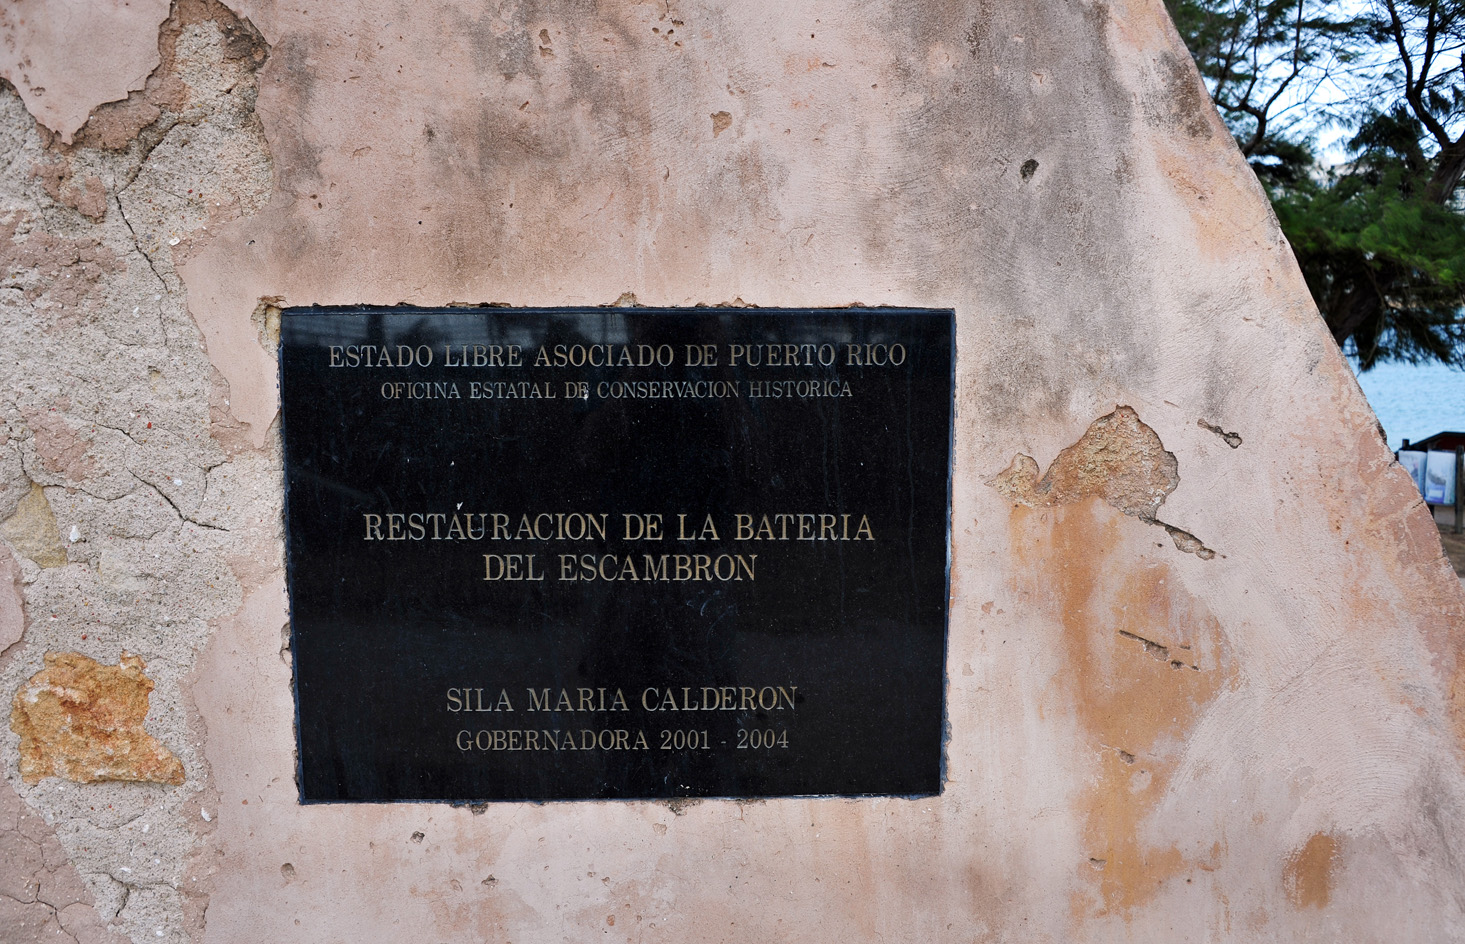 ESTADO LIBRE ASOCIADO DE PUERTO RICO
OFICINA ESTATAL DE CONSERVACION HISTORICA
RESTAURACION DE LA BATERIA
DEL ESCAMBRON
SILA MARIA CALDERON
GOBERNADORA 2001 - 2004